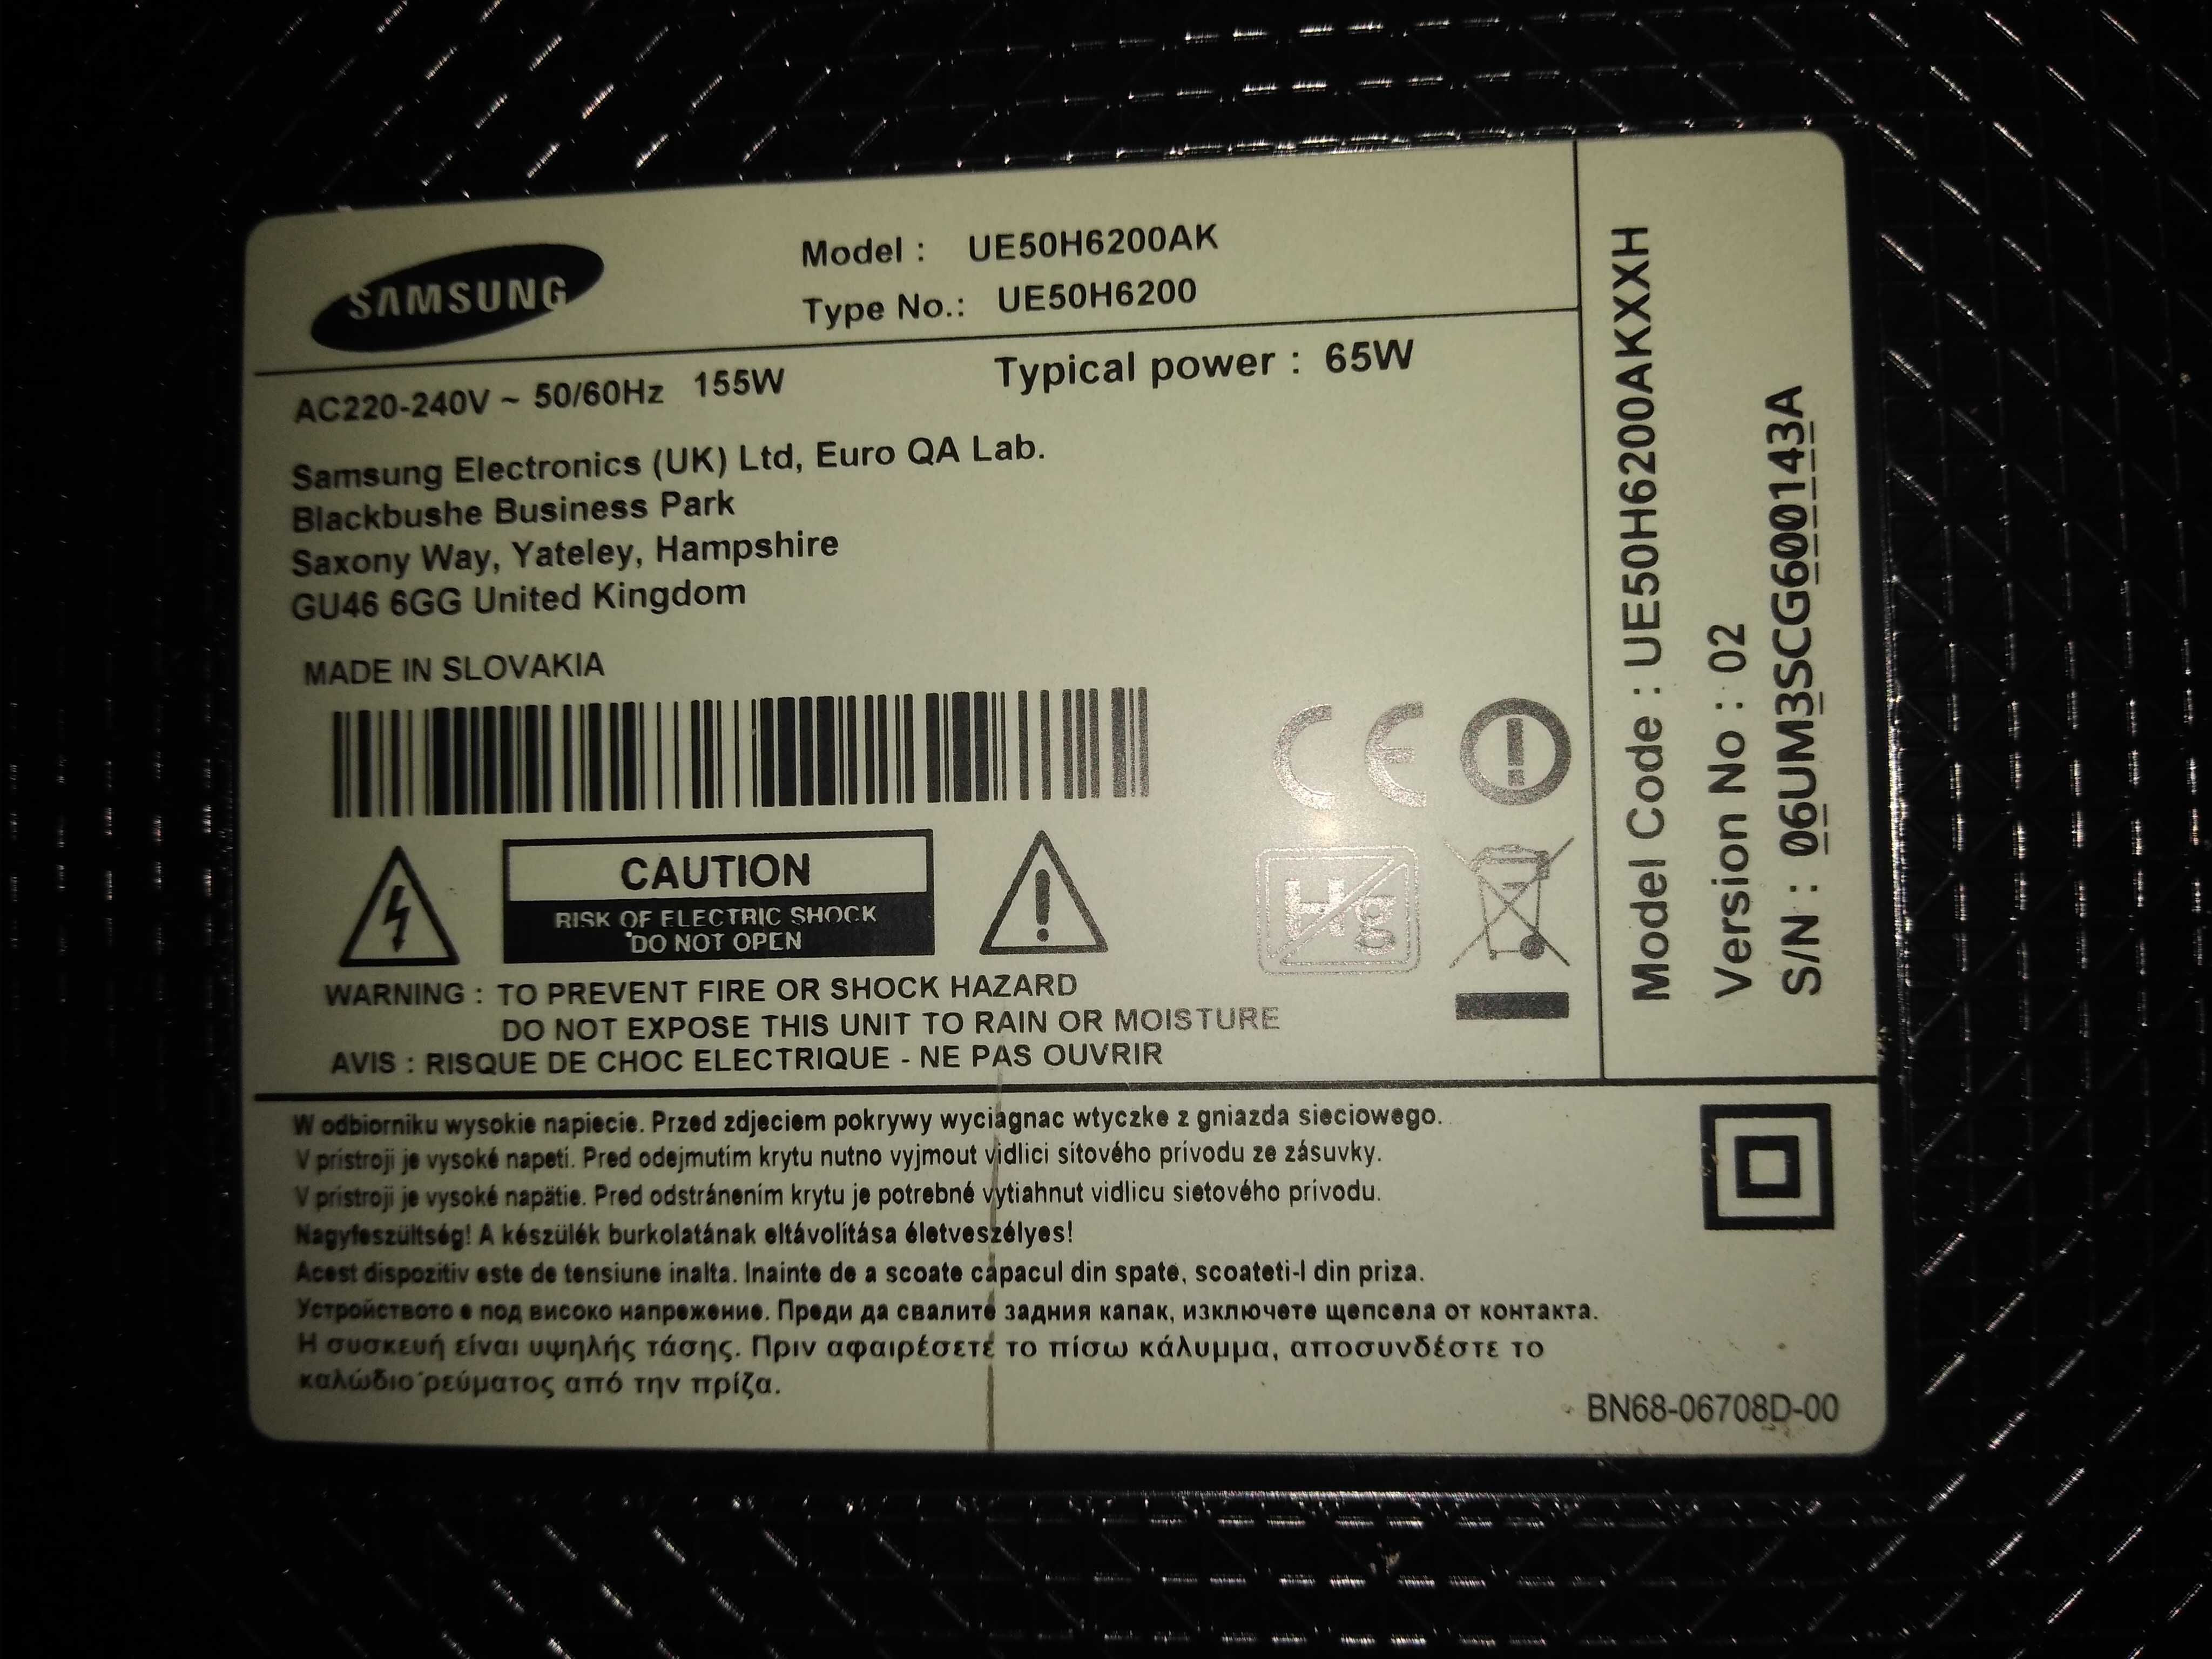 SAMSUNG
Model : UE50H6200AK
Type No.: UE50H6200
AC220-240V ~ 50/60Hz 155W
Typical power : 65W
Samsung Electronics (UK) Ltd, Euro QA Lab.
Blackbushe Business Park
Saxony Way, Yateley, Hampshire
GU46 6GG United Kingdom
MADE IN SLOVAKIA
CE
Hg
CAUTION
RISK OF ELECTRIC SHOCK
DO NOT OPEN
WARNING : TO PREVENT FIRE OR SHOCK HAZARD
DO NOT EXPOSE THIS UNIT TO RAIN OR MOISTURE
AVIS : RISQUE DE CHOC ELECTRIQUE - NE PAS OUVRIR
Model Code : UE50H6200AKXXH
Version No : 02
S/N : 06UM3SCG600143A
W odbiorniku wysokie napiecie. Przed zdjeciem pokrywy wyciagnac wtyczke z gniazda sieciowego.
V prístroji je vysoké napetí. Pred odejmutím krytu nutno vyjmout vidlici sítového prívodu ze zásuvky.
V prístroji je vysoké napätie. Pred odstránením krytu je potrebné vytiahnut vidlicu sietového prívodu.
Nagyfeszültség! A készülék burkolatának eltávolítása életveszélyes!
Acest dispozitiv este de tensiune inalta. Inainte de a scoate capacul din spate, scoateti-l din priza.
Устройството е под високо напрежение. Преди да свалите задния капак, изключете щепсела от контакта.
Η συσκευή είναι υψηλής τάσης. Πριν αφαιρέσετε το πίσω κάλυμμα, αποσυνδέστε το
καλώδιο ρεύματος από την πρίζα.
BN68-06708D-00